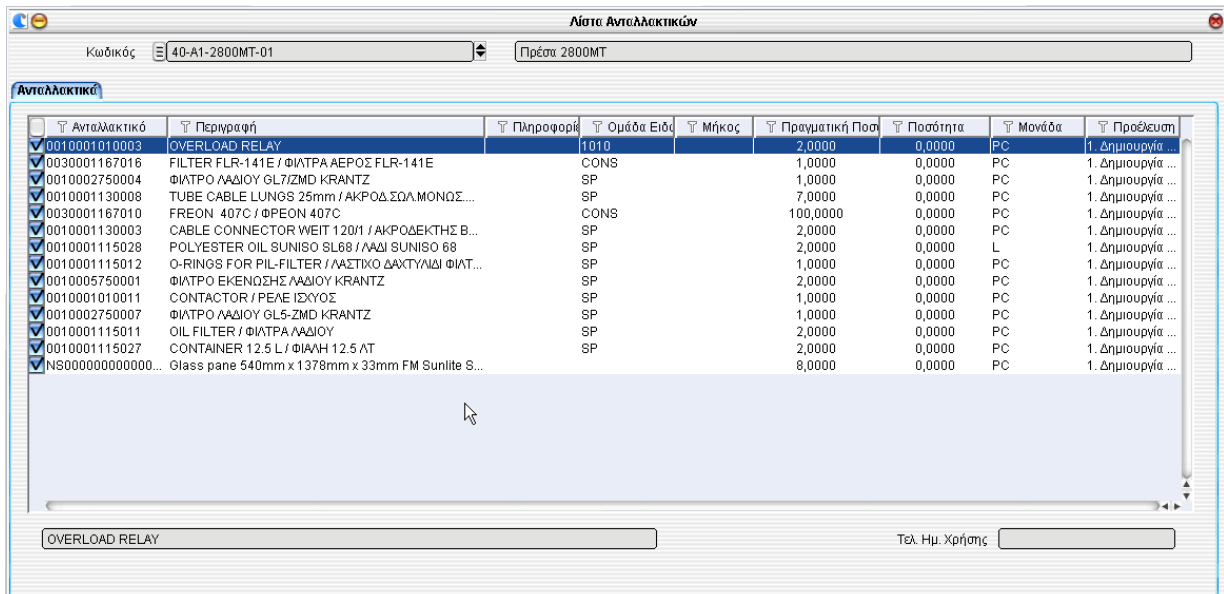 Λίστα Ανταλλακτικών
Κωδικός 40-A1-2800MT-01 Πρέσα 2800MT
Ανταλλακτικά
Ανταλλακτικό Περιγραφή Πληροφορίε Ομάδα Ειδο Μήκος Πραγματική Ποσ Ποσότητα Μονάδα Προέλευση
0010001010003 OVERLOAD RELAY 1010 2,0000 0,0000 PC 1. Δημιουργία ...
0030001167016 FILTER FLR-141E / ΦΙΛΤΡΑ ΑΕΡΟΣ FLR-141E CONS 1,0000 0,0000 PC 1. Δημιουργία ...
0010002750004 ΦΙΛΤΡΟ ΛΑΔΙΟΥ GL7/ZMD KRANTZ SP 1,0000 0,0000 PC 1. Δημιουργία ...
0010001130008 TUBE CABLE LUNGS 25mm / ΑΚΡΟΔ.ΣΩΛ.ΜΟΝΩΣ.... SP 7,0000 0,0000 PC 1. Δημιουργία ...
0030001167010 FREON 407C / ΦΡΕΟΝ 407C CONS 100,0000 0,0000 PC 1. Δημιουργία ...
0010001130003 CABLE CONNECTOR WEIT 120/1 / ΑΚΡΟΔΕΚΤΗΣ Β... SP 2,0000 0,0000 PC 1. Δημιουργία ...
0010001115028 POLYESTER OIL SUNISO SL68 / ΛΑΔΙ SUNISO 68 SP 2,0000 0,0000 L 1. Δημιουργία ...
0010001115012 O-RINGS FOR PIL-FILTER / ΛΑΣΤΙΧΟ ΔΑΧΤΥΛΙΔΙ ΦΙΛΤ... SP 1,0000 0,0000 PC 1. Δημιουργία ...
0010005750001 ΦΙΛΤΡΟ ΕΚΕΝΩΣΗΣ ΛΑΔΙΟΥ KRANTZ SP 2,0000 0,0000 PC 1. Δημιουργία ...
0010001010011 CONTACTOR / ΡΕΛΕ ΙΣΧΥΟΣ SP 1,0000 0,0000 PC 1. Δημιουργία ...
0010002750007 ΦΙΛΤΡΟ ΛΑΔΙΟΥ GL5-ZMD KRANTZ SP 1,0000 0,0000 PC 1. Δημιουργία ...
0010001115011 OIL FILTER / ΦΙΛΤΡΑ ΛΑΔΙΟΥ SP 2,0000 0,0000 PC 1. Δημιουργία ...
0010001115027 CONTAINER 12.5 L / ΦΙΑΛΗ 12.5 ΛΤ SP 2,0000 0,0000 PC 1. Δημιουργία ...
NS000000000000... Glass pane 540mm x 1378mm x 33mm FM Sunlite S... 8,0000 0,0000 PC 1. Δημιουργία ...
OVERLOAD RELAY Τελ. Ημ. Χρήσης